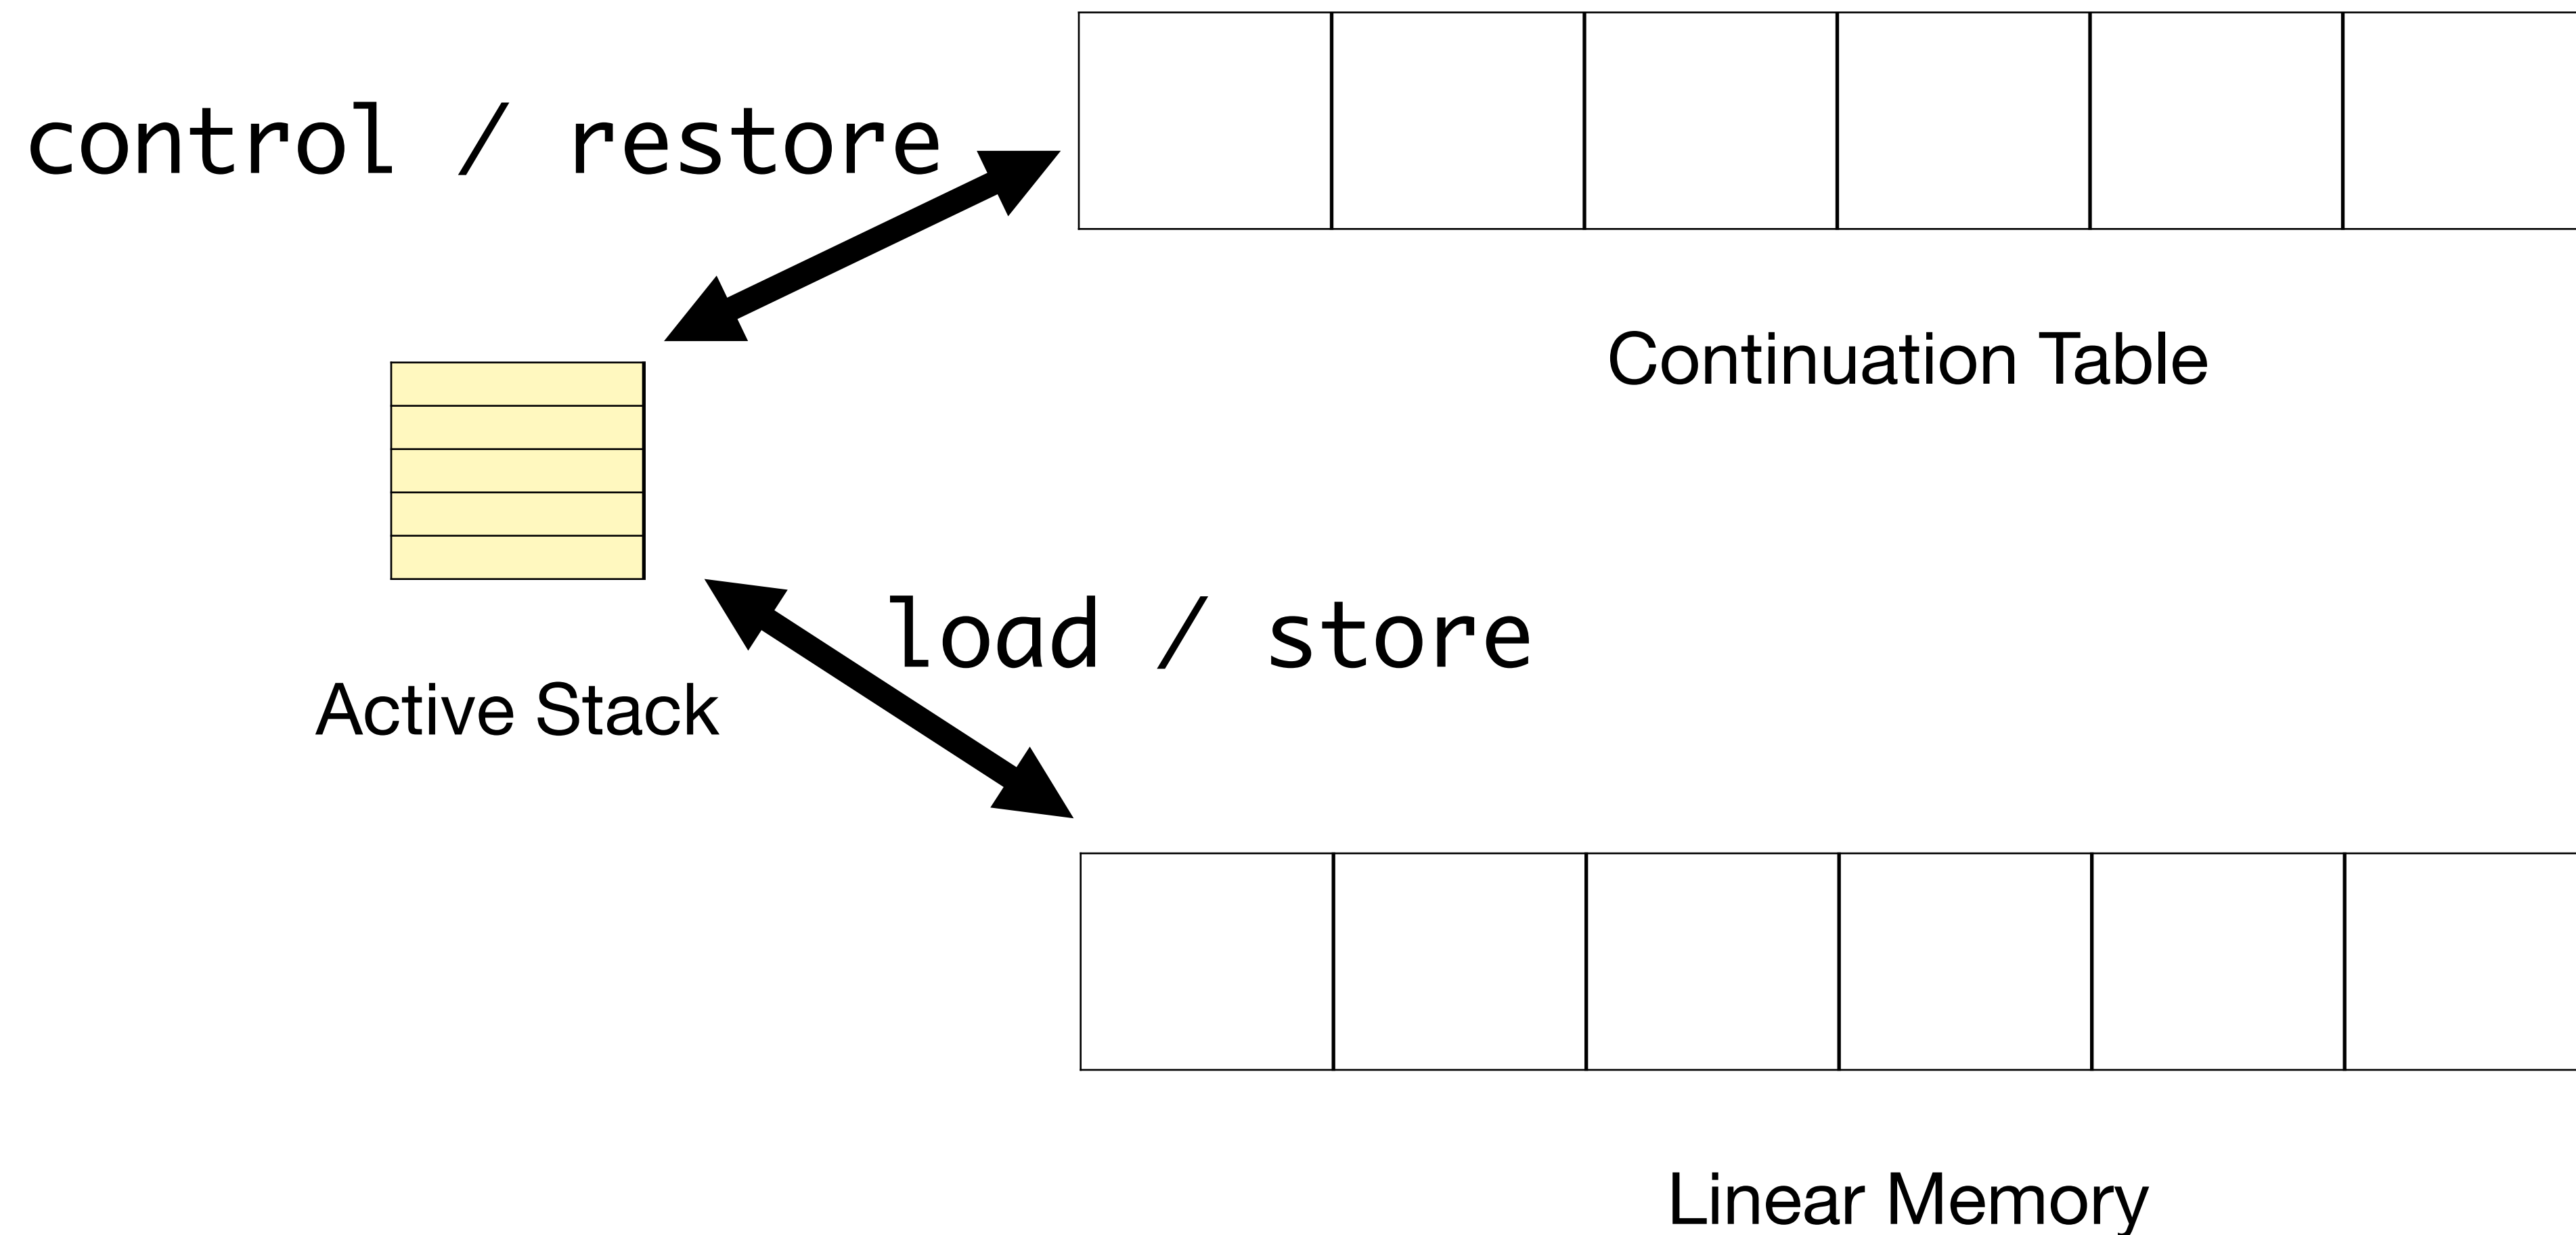 control / restore
Continuation Table
load / store
Active Stack
Linear Memory